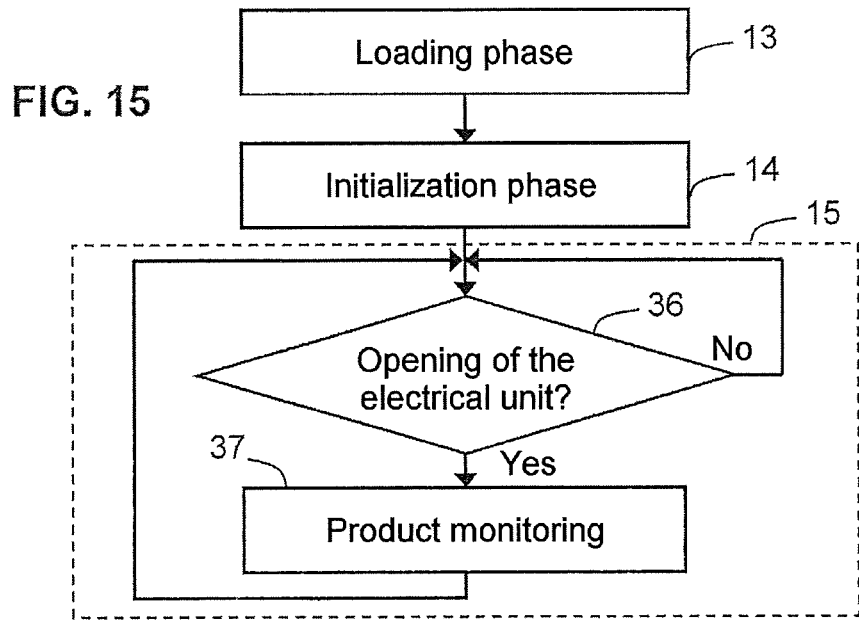 FIG. 15
Loading phase
13
Initialization phase
14
15
36
Opening of the
electrical unit?
No
Yes
37
Product monitoring